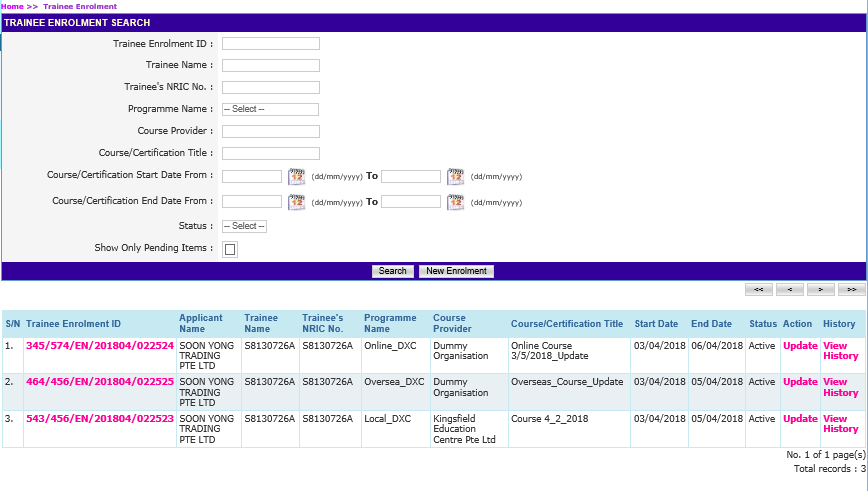 Home >> Trainee Enrolment
TRAINEE ENROLMENT SEARCH
Trainee Enrolment ID :
Trainee Name :
Trainee's NRIC No. :
Programme Name : -- Select --
Course Provider :
Course/Certification Title :
Course/Certification Start Date From : 12 (dd/mm/yyyy) To 12 (dd/mm/yyyy)
Course/Certification End Date From : 12 (dd/mm/yyyy) To 12 (dd/mm/yyyy)
Status : -- Select --
Show Only Pending Items :
Search New Enrolment
<< < > >>
S/N Trainee Enrolment ID Applicant Name Trainee Name Trainee's NRIC No. Programme Name Course Provider Course/Certification Title Start Date End Date Status Action History
1. 345/574/EN/201804/022524 SOON YONG TRADING PTE LTD S8130726A S8130726A Online_DXC Dummy Organisation Online Course 3/5/2018_Update 03/04/2018 06/04/2018 Active Update View History
2. 464/456/EN/201804/022525 SOON YONG TRADING PTE LTD S8130726A S8130726A Oversea_DXC Dummy Organisation Overseas_Course_Update 03/04/2018 05/04/2018 Active Update View History
3. 543/456/EN/201804/022523 SOON YONG TRADING PTE LTD S8130726A S8130726A Local_DXC Kingsfield Education Centre Pte Ltd Course 4_2_2018 03/04/2018 05/04/2018 Active Update View History
No. 1 of 1 page(s)
Total records : 3